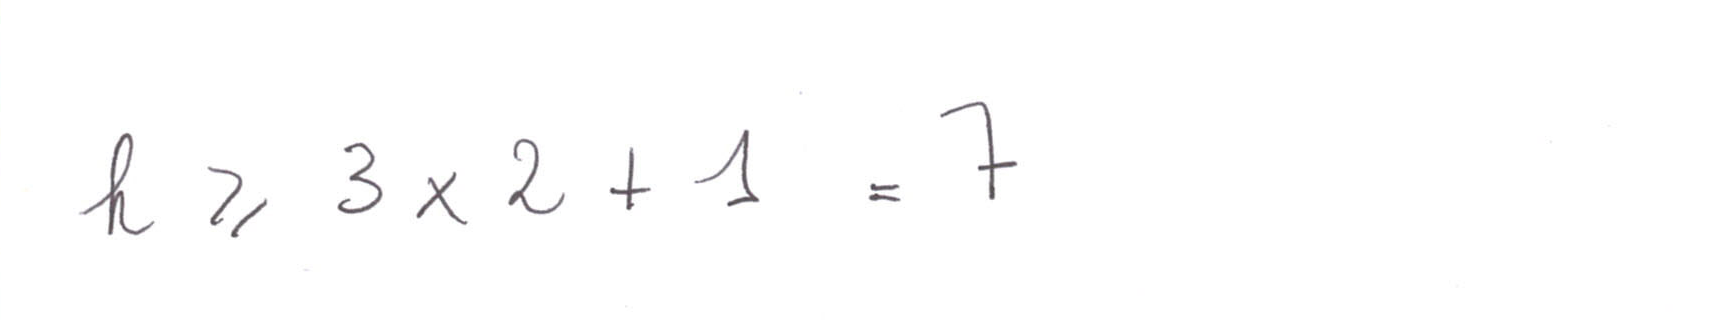 h ⩾ 3 × 2 + 1 = 7